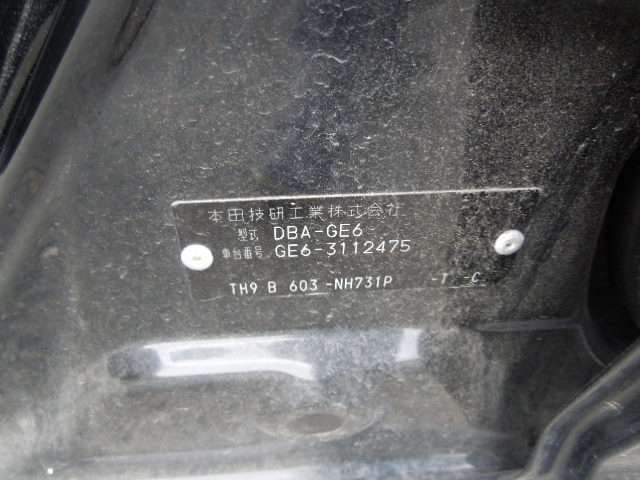 本田技研工業株式会社
型式 DBA-GE6
車台番号 GE6-3112475
TH9 B 603 -NH731P -T -C